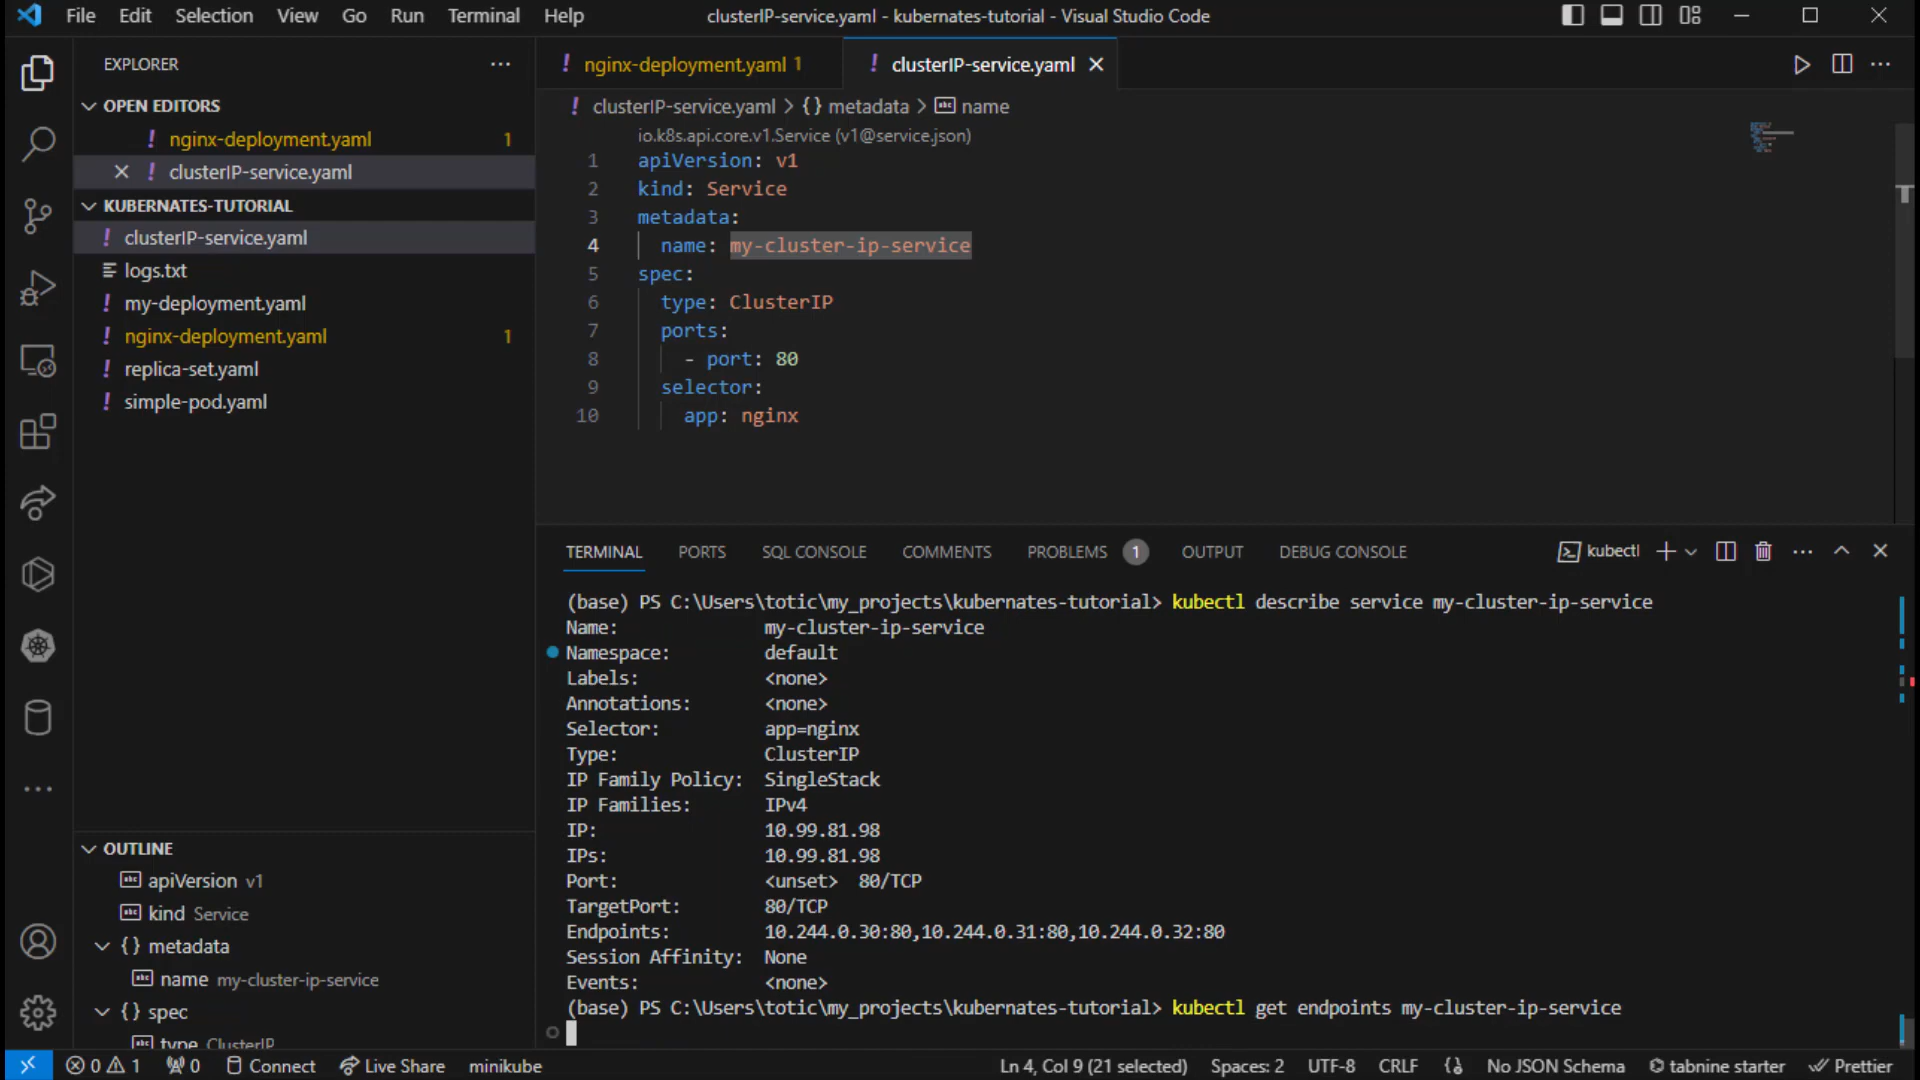 File Edit Selection View Go Run Terminal Help clusterIP-service.yaml - kubernates-tutorial - Visual Studio Code
EXPLORER
OPEN EDITORS
! nginx-deployment.yaml 1
! clusterIP-service.yaml
KUBERNATES-TUTORIAL
! clusterIP-service.yaml
logs.txt
! my-deployment.yaml
! nginx-deployment.yaml 1
! replica-set.yaml
! simple-pod.yaml
OUTLINE
apiVersion v1
kind Service
{} metadata
name my-cluster-ip-service
{} spec
type ClusterIP
! nginx-deployment.yaml 1 ! clusterIP-service.yaml
! clusterIP-service.yaml > {} metadata > name
io.k8s.api.core.v1.Service (v1@service.json)
1 apiVersion: v1
2 kind: Service
3 metadata:
4 name: my-cluster-ip-service
5 spec:
6 type: ClusterIP
7 ports:
8 - port: 80
9 selector:
10 app: nginx
TERMINAL PORTS SQL CONSOLE COMMENTS PROBLEMS 1 OUTPUT DEBUG CONSOLE kubectl
(base) PS C:\Users\totic\my_projects\kubernates-tutorial> kubectl describe service my-cluster-ip-service
Name: my-cluster-ip-service
Namespace: default
Labels: <none>
Annotations: <none>
Selector: app=nginx
Type: ClusterIP
IP Family Policy: SingleStack
IP Families: IPv4
IP: 10.99.81.98
IPs: 10.99.81.98
Port: <unset> 80/TCP
TargetPort: 80/TCP
Endpoints: 10.244.0.30:80,10.244.0.31:80,10.244.0.32:80
Session Affinity: None
Events: <none>
(base) PS C:\Users\totic\my_projects\kubernates-tutorial> kubectl get endpoints my-cluster-ip-service
0 1 0 Connect Live Share minikube Ln 4, Col 9 (21 selected) Spaces: 2 UTF-8 CRLF No JSON Schema tabnine starter Prettier